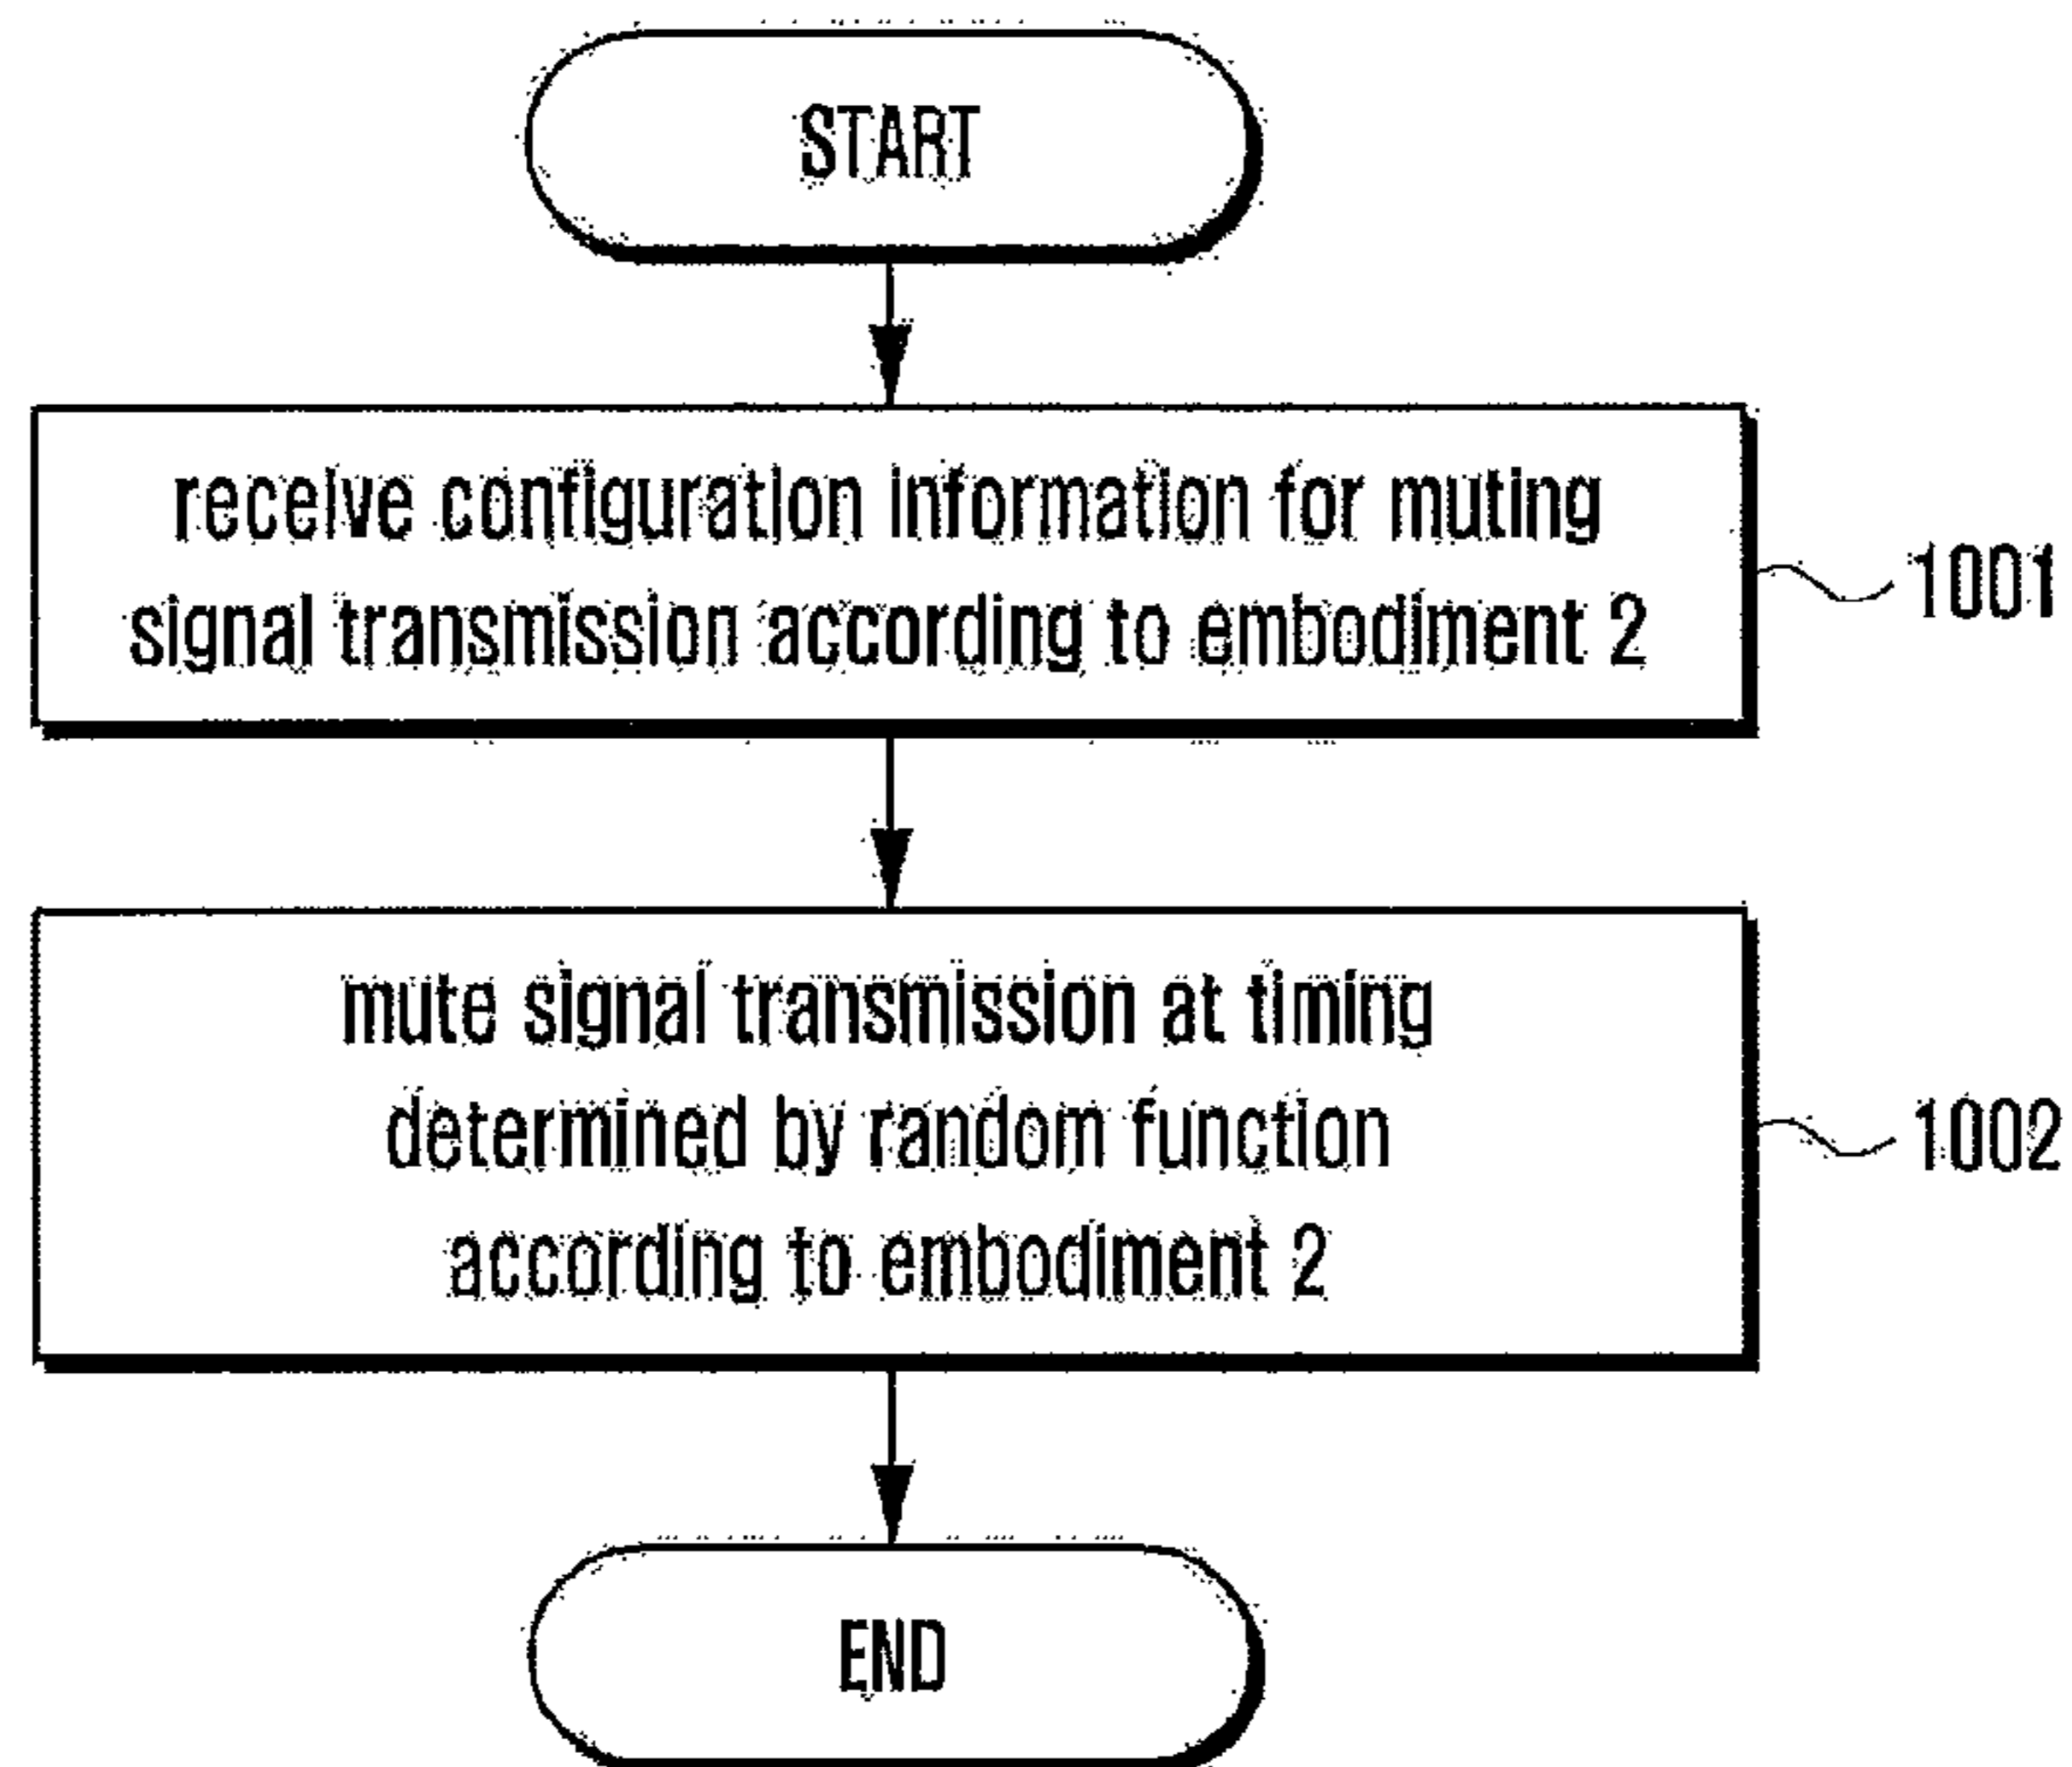 START
receive configuration information for muting
signal transmission according to embodiment 2
1001
mute signal transmission at timing
determined by random function
according to embodiment 2
1002
END